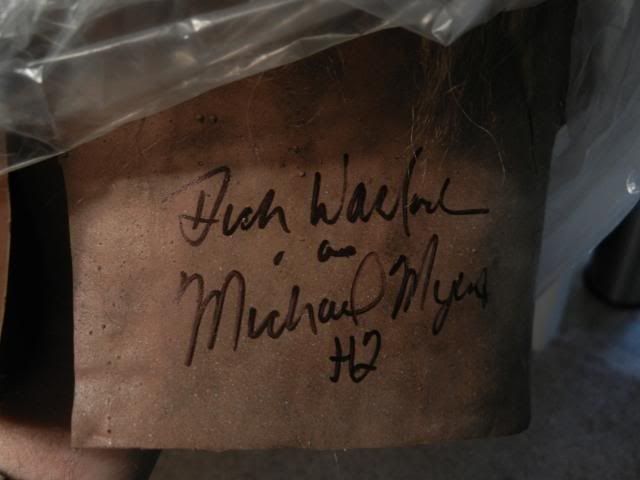 Dick Warlock
as
Michael Myers
H2